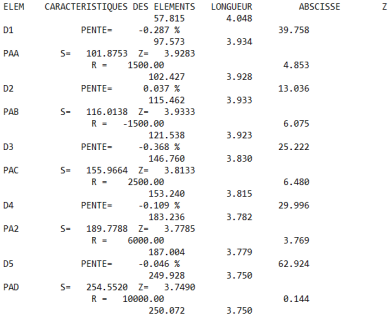 ELEM CARACTERISTIQUES DES ELEMENTS LONGUEUR ABSCISSE Z
57.815 4.048
D1 PENTE= -0.287 % 39.758
97.573 3.934
PAA S= 101.8753 Z= 3.9283
R = 1500.00 4.853
102.427 3.928
D2 PENTE= 0.037 % 13.036
115.462 3.933
PAB S= 116.0138 Z= 3.9333
R = -1500.00 6.075
121.538 3.923
D3 PENTE= -0.368 % 25.222
146.760 3.830
PAC S= 155.9664 Z= 3.8133
R = 2500.00 6.480
153.240 3.815
D4 PENTE= -0.109 % 29.996
183.236 3.782
PA2 S= 189.7788 Z= 3.7785
R = 6000.00 3.769
187.004 3.779
D5 PENTE= -0.046 % 62.924
249.928 3.750
PAD S= 254.5520 Z= 3.7490
R = 10000.00 0.144
250.072 3.750